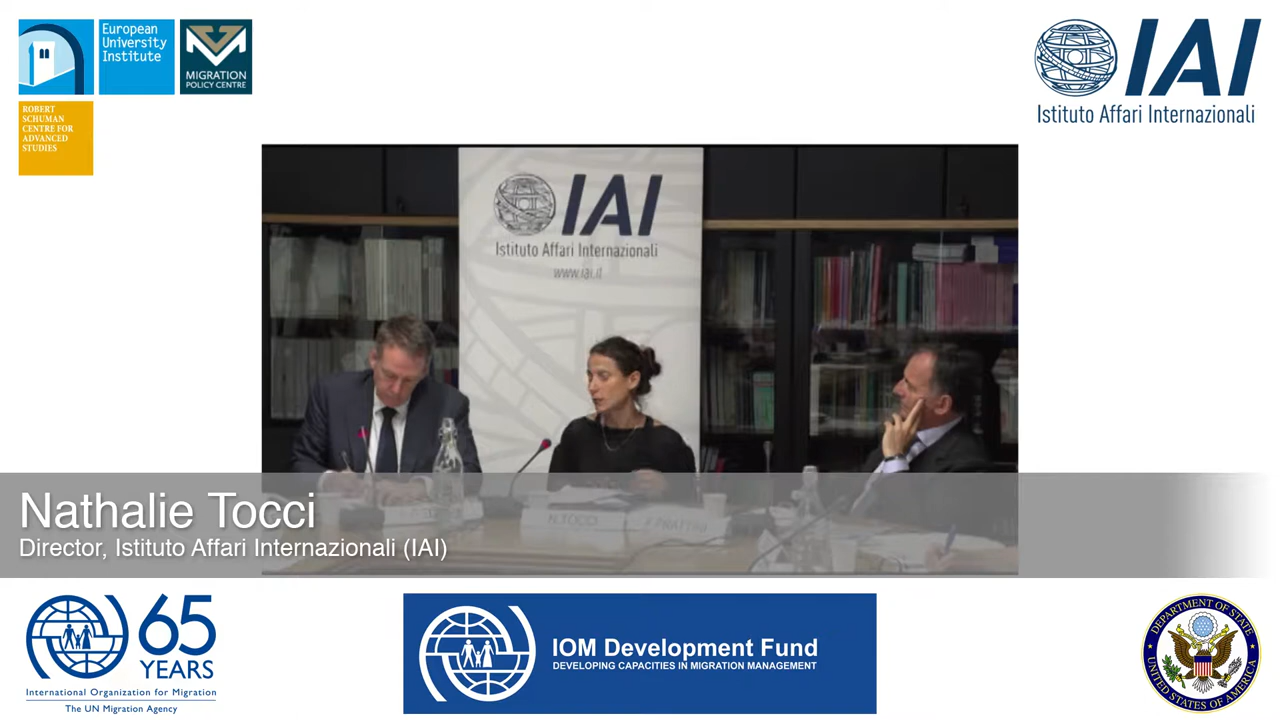 European
University
Institute
MIGRATION
POLICY CENTRE
ROBERT
SCHUMAN
CENTRE FOR
ADVANCED
STUDIES
IAI
Istituto Affari Internazionali
IAI
Istituto Affari Internazionali
www.iai.it
N.TOCCI
Nathalie Tocci
Director, Istituto Affari Internazionali (IAI)
65
YEARS
International Organization for Migration
The UN Migration Agency
IOM Development Fund
DEVELOPING CAPACITIES IN MIGRATION MANAGEMENT
DEPARTMENT OF STATE
UNITED STATES OF AMERICA